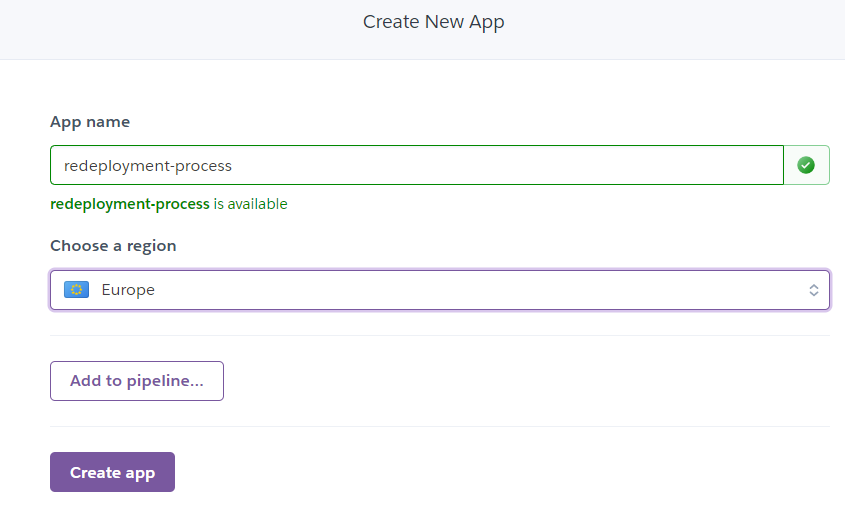 Create New App
App name
redeployment-process
redeployment-process is available
Choose a region
Europe
Add to pipeline...
Create app